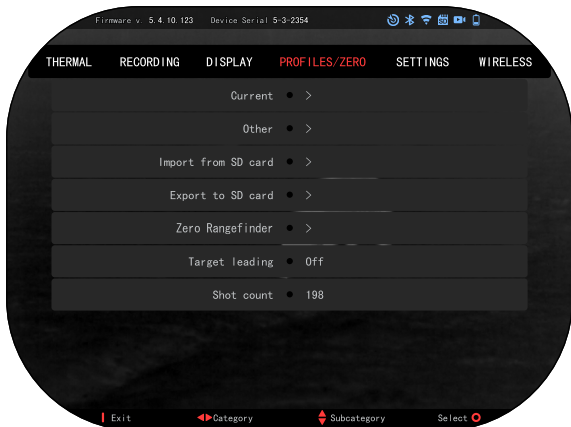 Firmware v 5.4.10.123 Device Serial 5-3-2354
THERMAL RECORDING DISPLAY PROFILES/ZERO SETTINGS WIRELESS
Current >
Other >
Import from SD card >
Export to SD card >
Zero Rangefinder >
Target leading Off
Shot count 198
Exit Category Subcategory Select